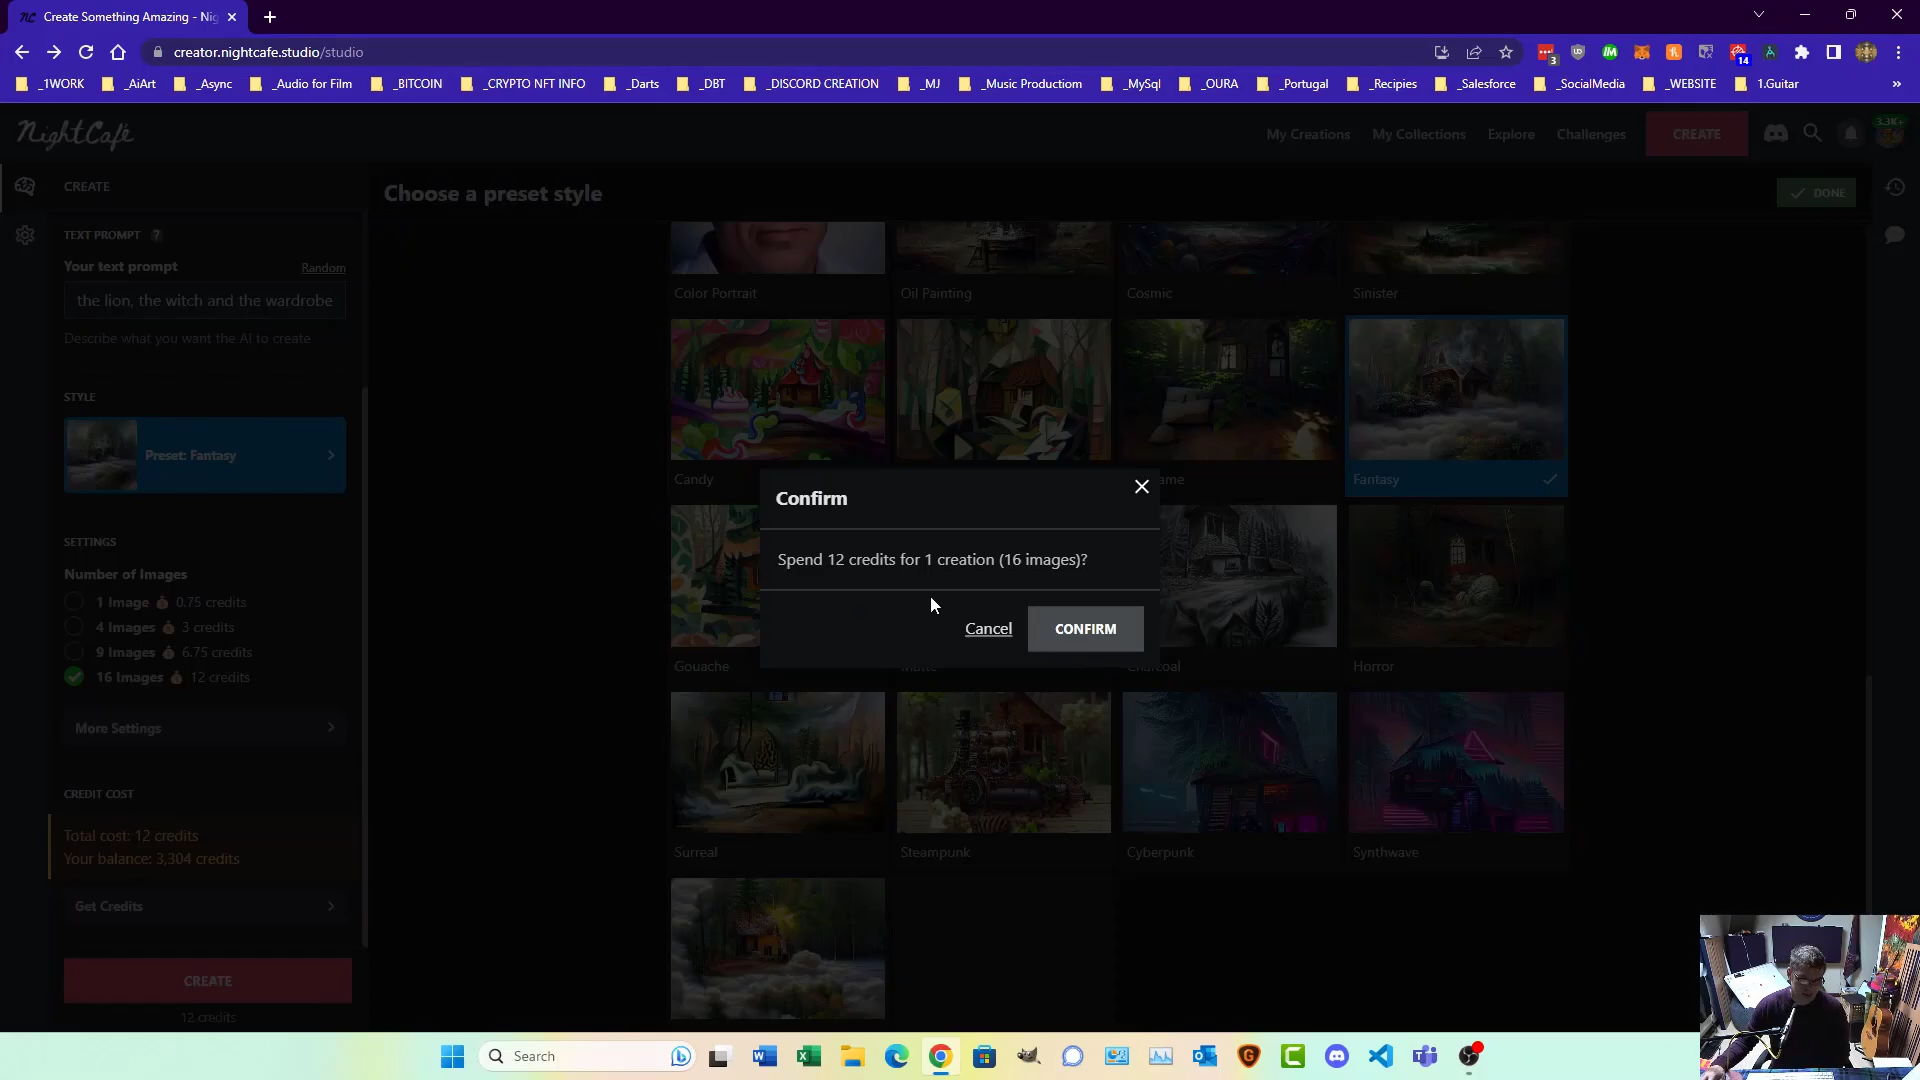 Create Something Amazing - Nig
creator.nightcafe.studio/studio
3
14
_1WORK
_AiArt
_Async
_Audio for Film
_BITCOIN
_CRYPTO NFT INFO
_Darts
_DBT
_DISCORD CREATION
_MJ
_Music Productiom
_MySql
_OURA
_Portugal
_Recipies
_Salesforce
_SocialMedia
_WEBSITE
1.Guitar
»
NightCafé
My Creations
My Collections
Explore
Challenges
CREATE
3.3K+
CREATE
Choose a preset style
DONE
TEXT PROMPT ?
Your text prompt
Random
the lion, the witch and the wardrobe
Describe what you want the AI to create
STYLE
Preset: Fantasy
SETTINGS
Number of Images
1 Image 0.75 credits
4 Images 3 credits
9 Images 6.75 credits
16 Images 12 credits
More Settings
CREDIT COST
Total cost: 12 credits
Your balance: 3,304 credits
Get Credits
CREATE
12 credits
Color Portrait
Oil Painting
Cosmic
Sinister
Candy
ame
Fantasy
Confirm
Spend 12 credits for 1 creation (16 images)?
Cancel
CONFIRM
Gouache
Matte
Charcoal
Horror
Surreal
Steampunk
Cyberpunk
Synthwave
Search